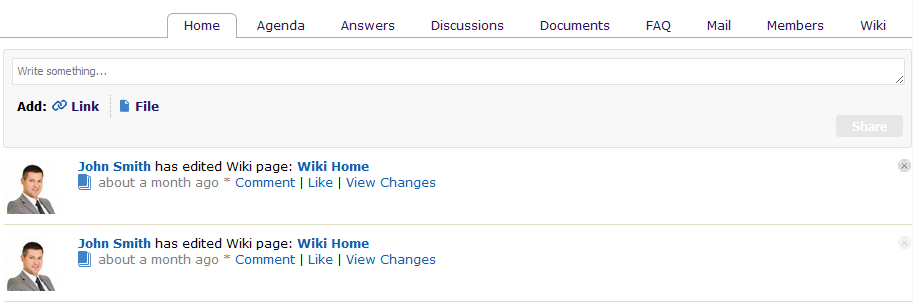 Home Agenda Answers Discussions Documents FAQ Mail Members Wiki
Write something...
Add: Link File
Share
John Smith has edited Wiki page: Wiki Home
about a month ago * Comment | Like | View Changes
John Smith has edited Wiki page: Wiki Home
about a month ago * Comment | Like | View Changes